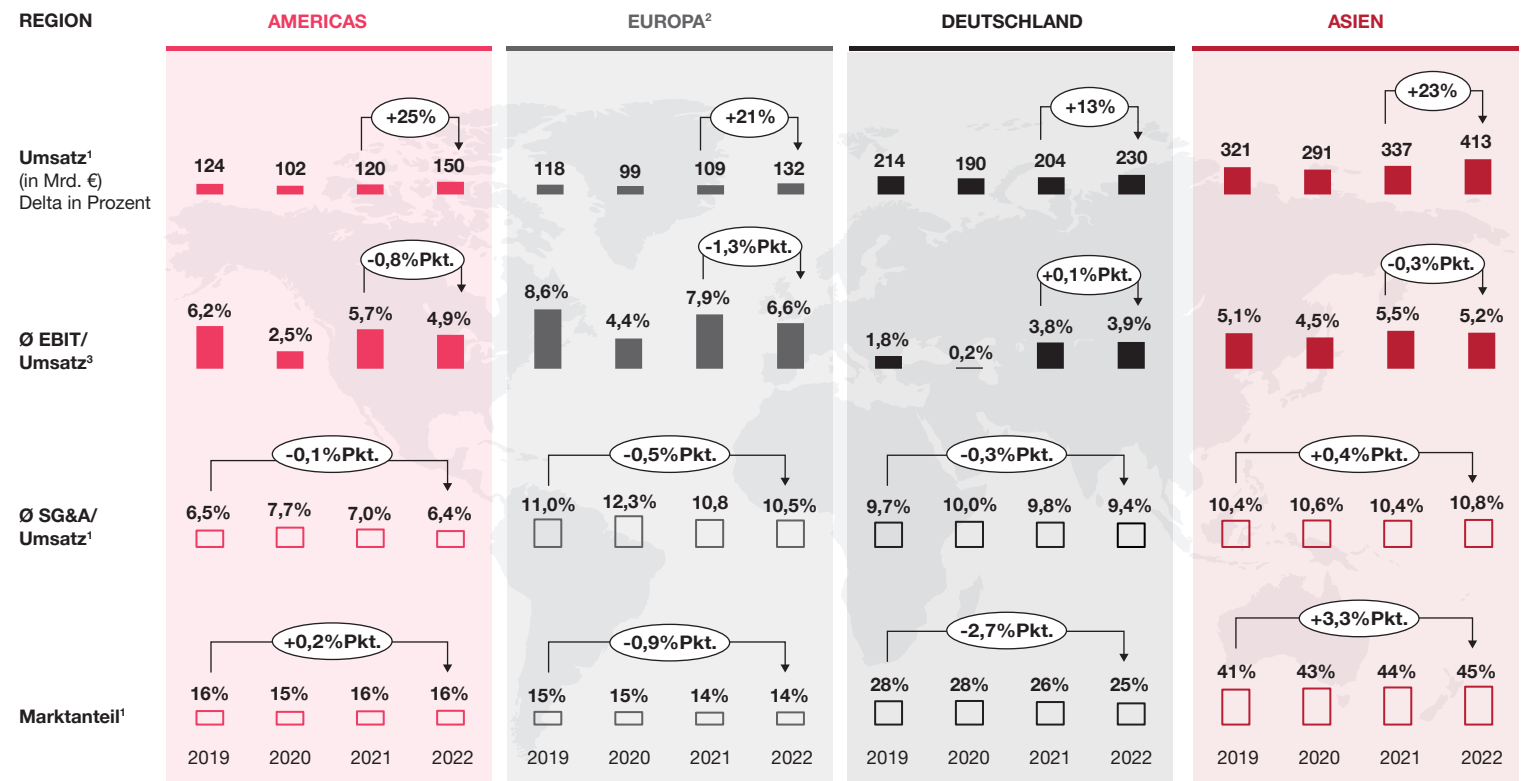 REGION AMERICAS EUROPA² DEUTSCHLAND ASIEN
+25% +21% +13% +23%
Umsatz¹
(in Mrd. €)
Delta in Prozent
124 102 120 150 118 99 109 132 214 190 204 230 321 291 337 413
-0,8%Pkt. -1,3%Pkt. +0,1%Pkt. -0,3%Pkt.
Ø EBIT/
Umsatz³
6,2% 2,5% 5,7% 4,9% 8,6% 4,4% 7,9% 6,6% 1,8% 0,2% 3,8% 3,9% 5,1% 4,5% 5,5% 5,2%
-0,1%Pkt. -0,5%Pkt. -0,3%Pkt. +0,4%Pkt.
Ø SG&A/
Umsatz¹
6,5% 7,7% 7,0% 6,4% 11,0% 12,3% 10,8 10,5% 9,7% 10,0% 9,8% 9,4% 10,4% 10,6% 10,4% 10,8%
+0,2%Pkt. -0,9%Pkt. -2,7%Pkt. +3,3%Pkt.
Marktanteil¹
16% 15% 16% 16% 15% 15% 14% 14% 28% 28% 26% 25% 41% 43% 44% 45%
2019 2020 2021 2022 2019 2020 2021 2022 2019 2020 2021 2022 2019 2020 2021 2022